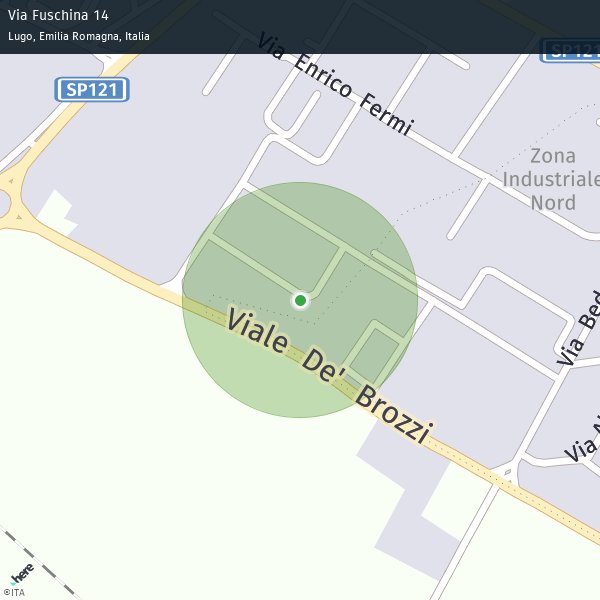 Via Fuschina 14
Lugo, Emilia Romagna, Italia
SP121
SP121
Via Enrico Fermi
Zona
Industriale
Nord
Viale De' Brozzi
Via Bed
Via N
here
©ITA